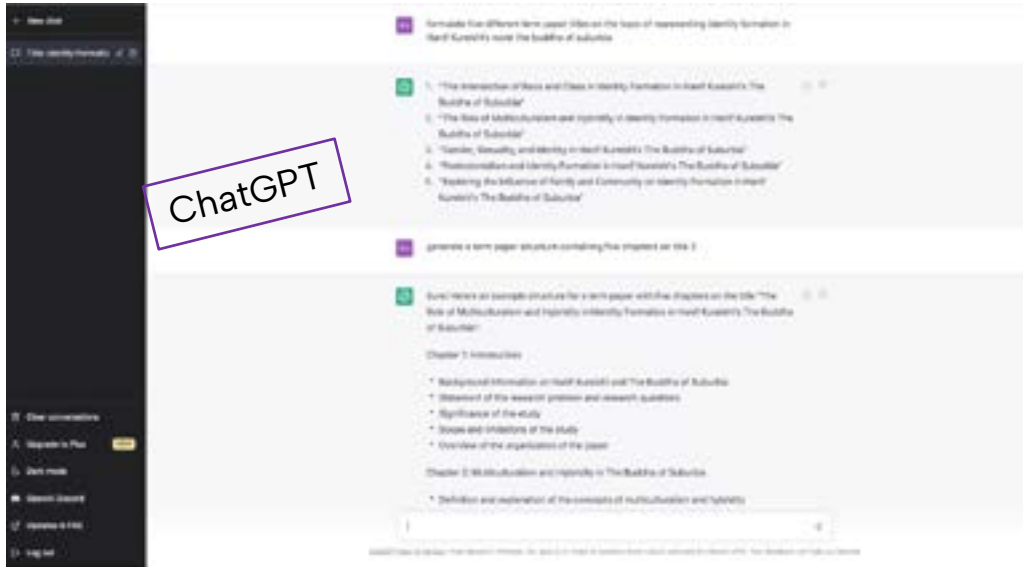 New chat
formulate five different term paper titles on the topic of representing identity formation in
Hanif Kureishi's novel the buddha of suburbia
1. "The Intersection of Race and Class in Identity Formation in Hanif Kureishi's The
Buddha of Suburbia"
2. "The Role of Multiculturalism and Hybridity in Identity Formation in Hanif Kureishi's The
Buddha of Suburbia"
3. "Gender, Sexuality, and Identity in Hanif Kureishi's The Buddha of Suburbia"
4. "Postcolonialism and Identity Formation in Hanif Kureishi's The Buddha of Suburbia"
5. "Exploring the Influence of Family and Community on Identity Formation in Hanif
Kureishi's The Buddha of Suburbia"
ChatGPT
generate a term paper structure containing five chapters on title 2
Sure! Here's an example structure for a term paper with five chapters on the title "The
Role of Multiculturalism and Hybridity in Identity Formation in Hanif Kureishi's The Buddha
of Suburbia":
Chapter 1: Introduction
* Background information on Hanif Kureishi and The Buddha of Suburbia
* Statement of the research problem and research questions
* Significance of the study
* Scope and limitations of the study
* Overview of the organization of the paper
Chapter 2: Multiculturalism and Hybridity in The Buddha of Suburbia
* Definition and explanation of the concepts of multiculturalism and hybridity
Clear conversations
Upgrade to Plus
Dark mode
OpenAI Discord
Updates & FAQ
Log out